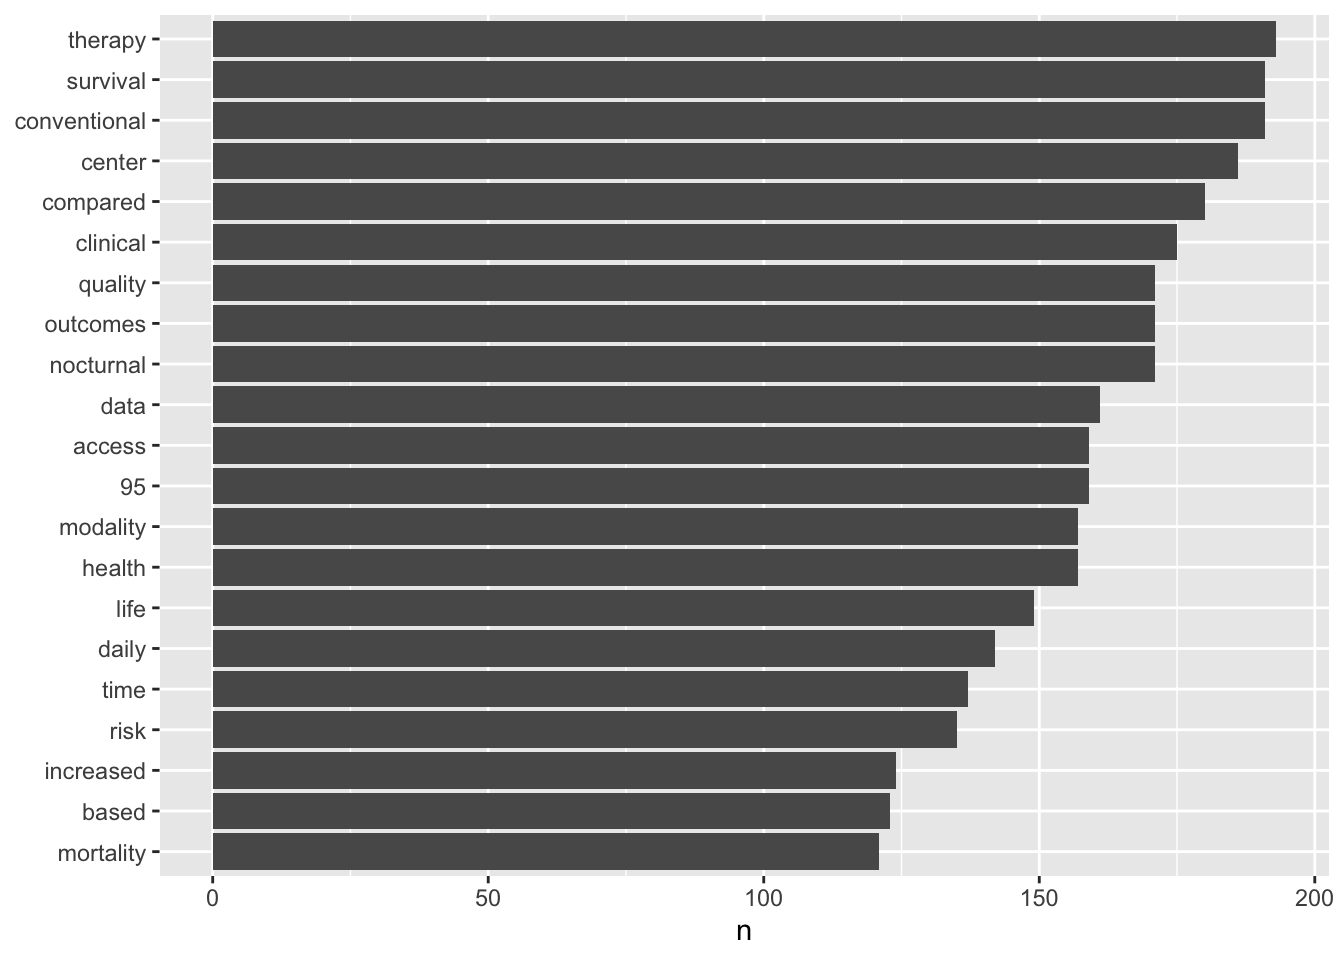 therapy
survival
conventional
center
compared
clinical
quality
outcomes
nocturnal
data
access
95
modality
health
life
daily
time
risk
increased
based
mortality
0 50 100 150 200
n